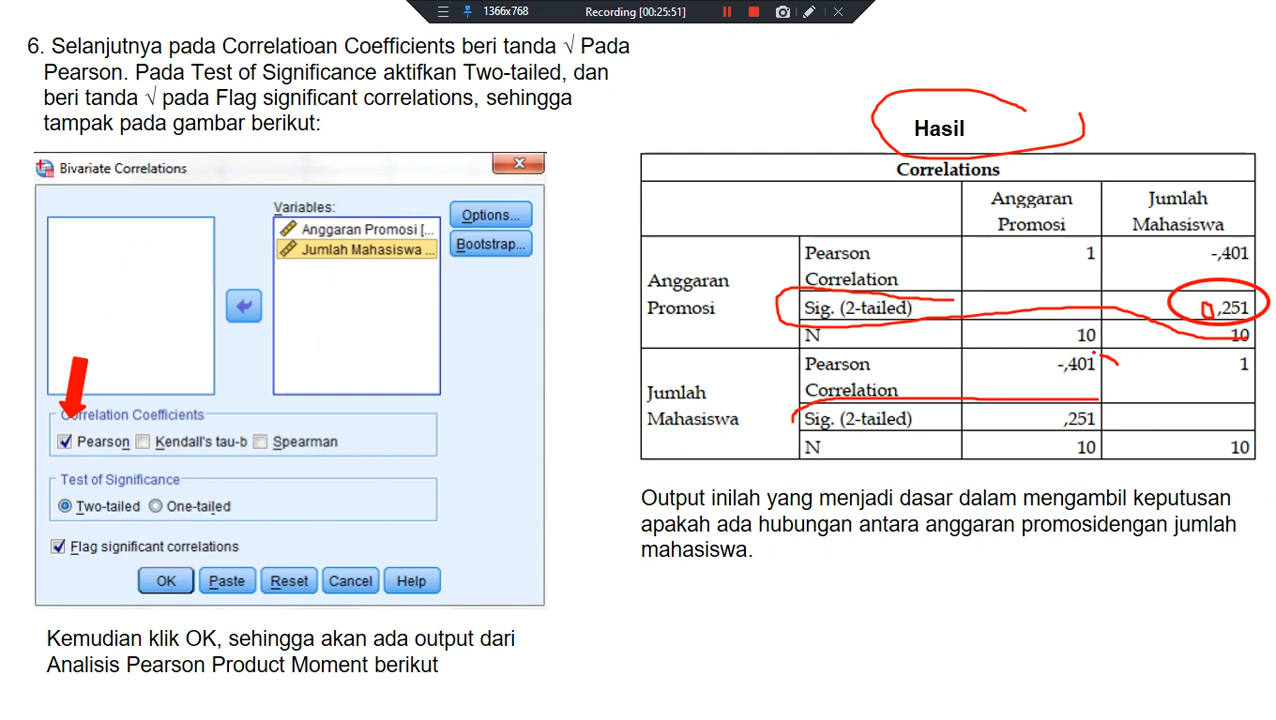 1366x768
Recording [00:25:51]
6. Selanjutnya pada Correlatioan Coefficients beri tanda √ Pada
Pearson. Pada Test of Significance aktifkan Two-tailed, dan
beri tanda √ pada Flag significant correlations, sehingga
tampak pada gambar berikut:
Bivariate Correlations
Variables:
Anggaran Promosi [...
Jumlah Mahasiswa ...
Options...
Bootstrap...
Correlation Coefficients
Pearson Kendall's tau-b Spearman
Test of Significance
Two-tailed One-tailed
Flag significant correlations
OK Paste Reset Cancel Help
Kemudian klik OK, sehingga akan ada output dari
Analisis Pearson Product Moment berikut
Hasil
Correlations
Anggaran Promosi Jumlah Mahasiswa
Anggaran Promosi
Pearson Correlation 1 -,401
Sig. (2-tailed) 0,251
N 10 10
Jumlah Mahasiswa
Pearson Correlation -,401 1
Sig. (2-tailed) ,251
N 10 10
Output inilah yang menjadi dasar dalam mengambil keputusan
apakah ada hubungan antara anggaran promosidengan jumlah
mahasiswa.